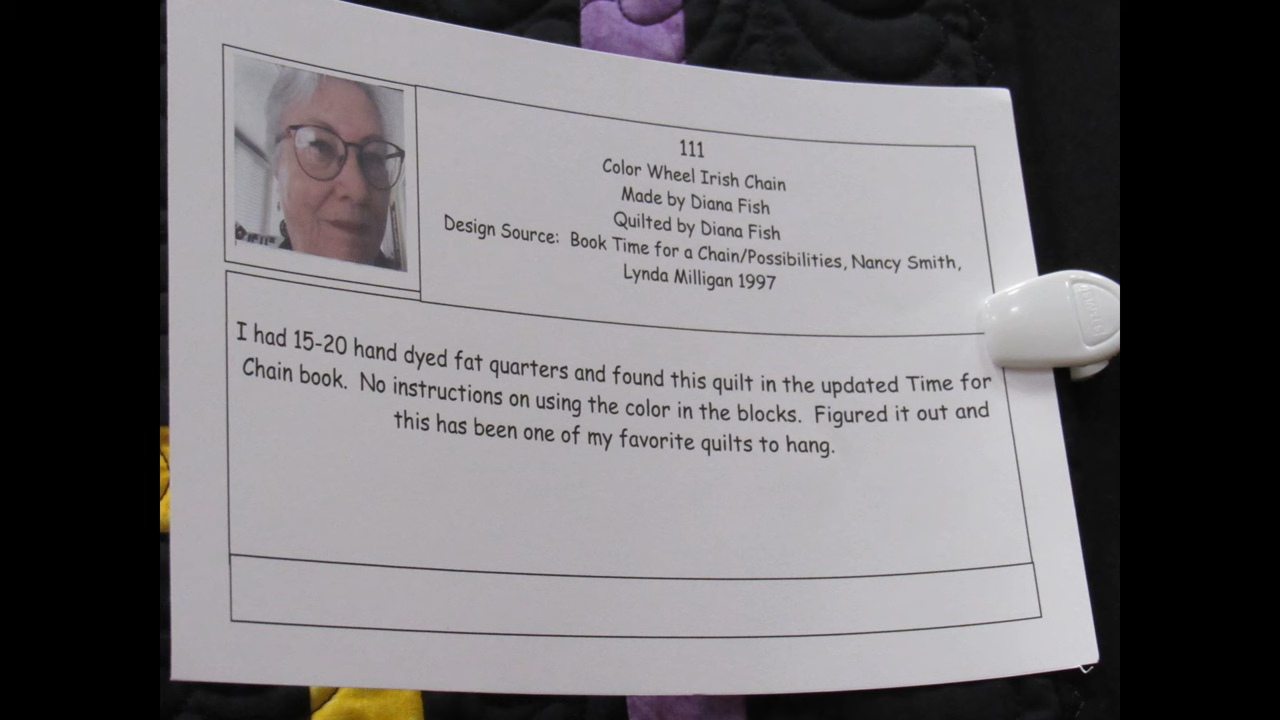 111
Color Wheel Irish Chain
Made by Diana Fish
Quilted by Diana Fish
Design Source: Book Time for a Chain/Possibilities, Nancy Smith,
Lynda Milligan 1997
I had 15-20 hand dyed fat quarters and found this quilt in the updated Time for
Chain book. No instructions on using the color in the blocks. Figured it out and
this has been one of my favorite quilts to hang.